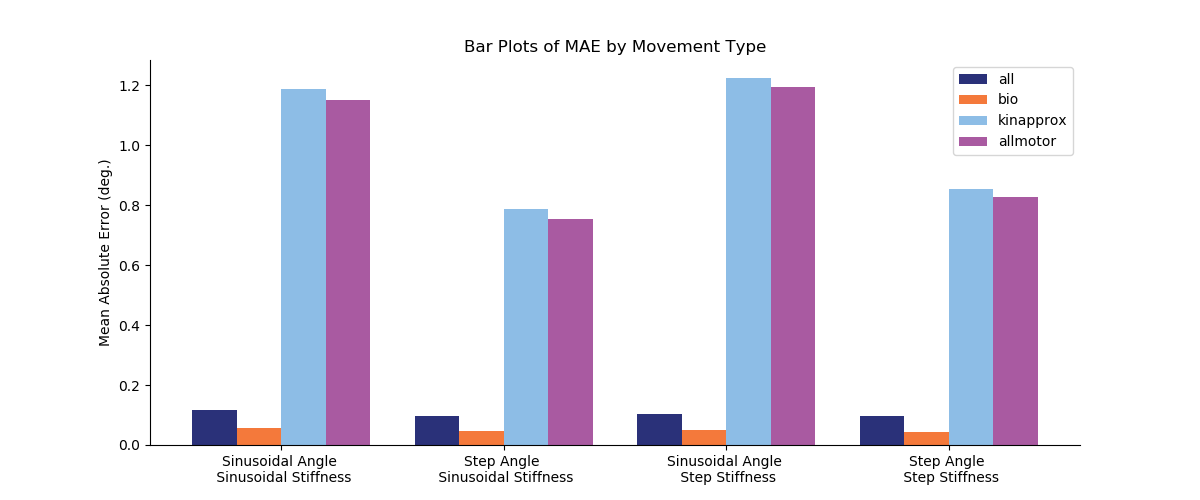 Bar Plots of MAE by Movement Type
Mean Absolute Error (deg.)
1.2
1.0
0.8
0.6
0.4
0.2
0.0
all
bio
kinapprox
allmotor
Sinusoidal Angle
Sinusoidal Stiffness
Step Angle
Sinusoidal Stiffness
Sinusoidal Angle
Step Stiffness
Step Angle
Step Stiffness